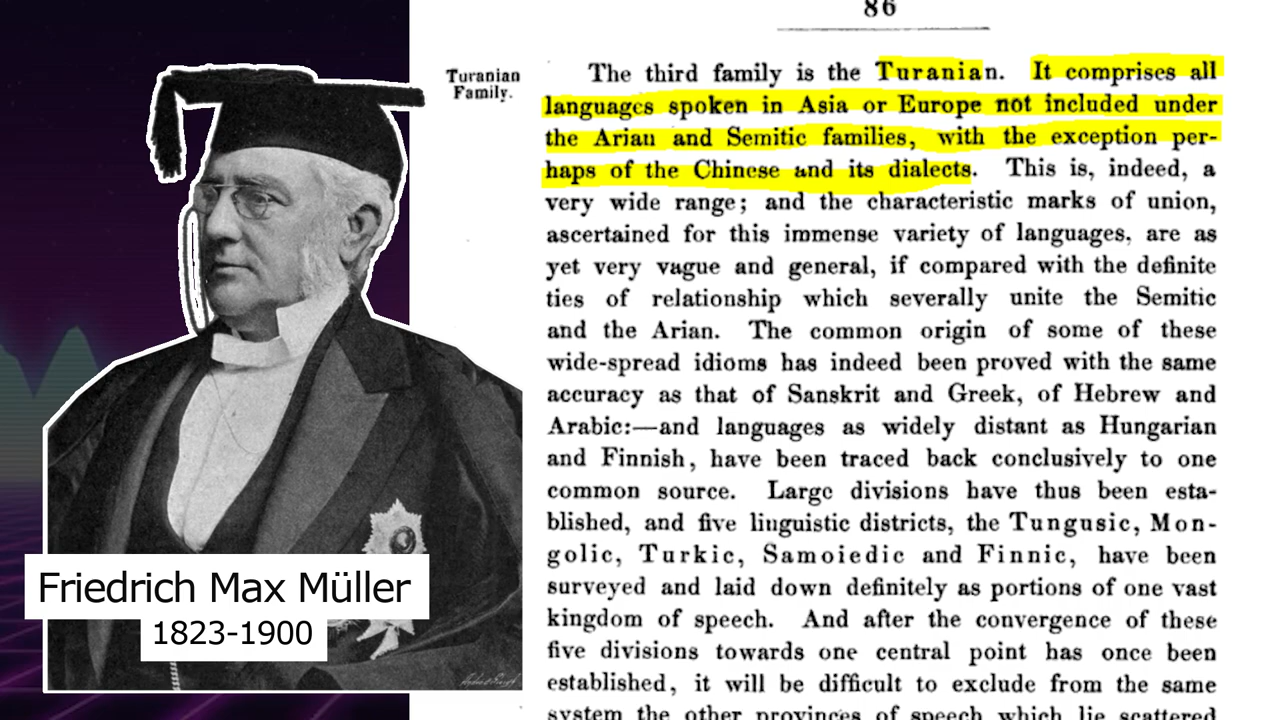 86
Turanian
Family.
The third family is the Turanian. It comprises all
languages spoken in Asia or Europe not included under
the Arian and Semitic families, with the exception per-
haps of the Chinese and its dialects. This is, indeed, a
very wide range; and the characteristic marks of union,
ascertained for this immense variety of languages, are as
yet very vague and general, if compared with the definite
ties of relationship which severally unite the Semitic
and the Arian. The common origin of some of these
wide-spread idioms has indeed been proved with the same
accuracy as that of Sanskrit and Greek, of Hebrew and
Arabic:—and languages as widely distant as Hungarian
and Finnish, have been traced back conclusively to one
common source. Large divisions have thus been esta-
blished, and five linguistic districts, the Tungusic, Mon-
golic, Turkic, Samoiedic and Finnic, have been
surveyed and laid down definitely as portions of one vast
kingdom of speech. And after the convergence of these
five divisions towards one central point has once been
established, it will be difficult to exclude from the same
system the other provinces of speech which lie scattered
Friedrich Max Müller
1823-1900